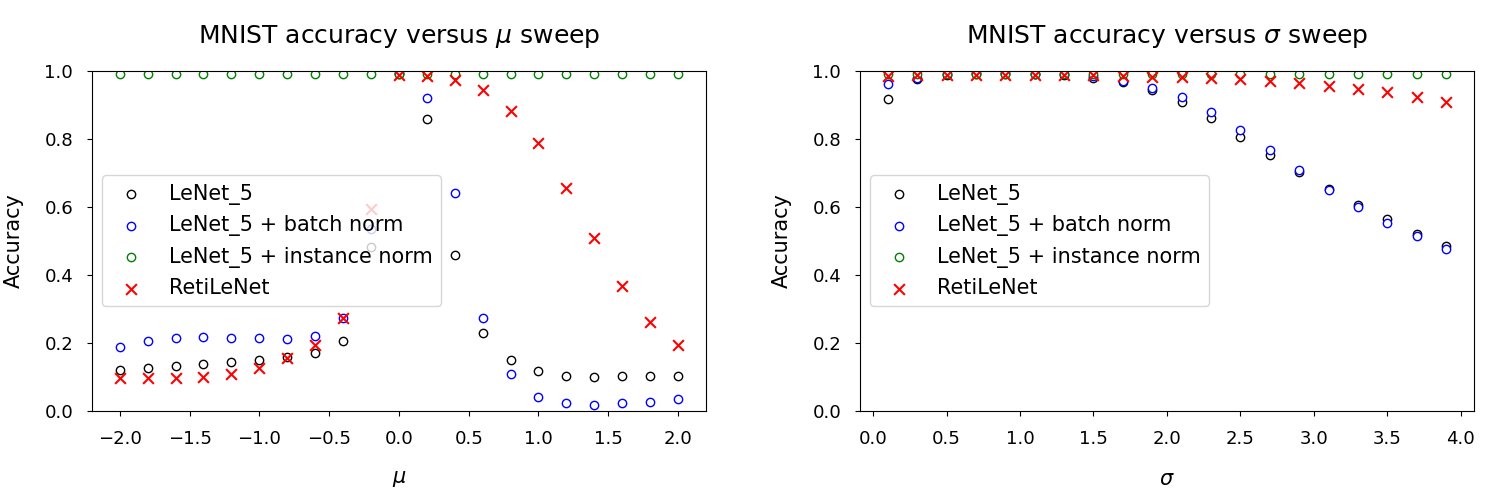 MNIST accuracy versus μ sweep
Accuracy
1.0
0.8
0.6
0.4
0.2
0.0
LeNet_5
LeNet_5 + batch norm
LeNet_5 + instance norm
RetiLeNet
−2.0 −1.5 −1.0 −0.5 0.0 0.5 1.0 1.5 2.0
μ
MNIST accuracy versus σ sweep
Accuracy
1.0
0.8
0.6
0.4
0.2
0.0
LeNet_5
LeNet_5 + batch norm
LeNet_5 + instance norm
RetiLeNet
0.0 0.5 1.0 1.5 2.0 2.5 3.0 3.5 4.0
σ